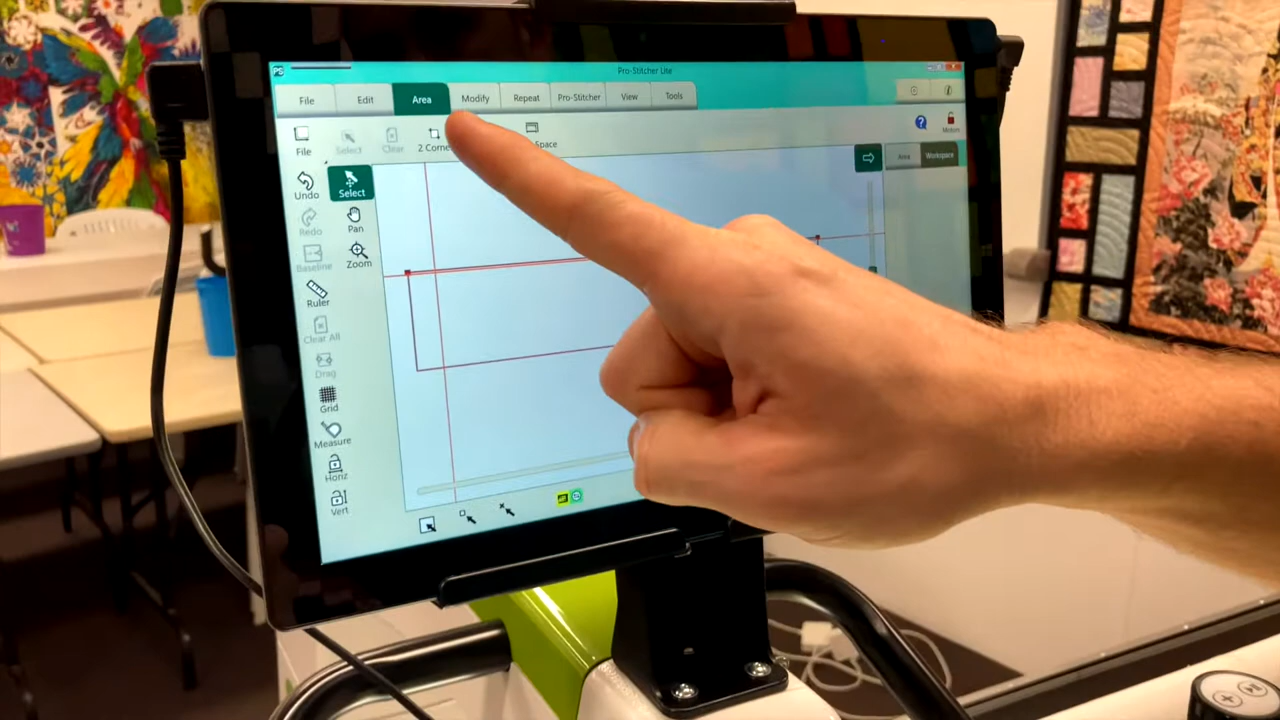 Pro-Stitcher Lite
File Edit Area Modify Repeat Pro-Stitcher View Tools
File Select Clear 2 Corne Space Motors
Undo Select Area Workspace
Redo Pan
Baseline Zoom
Ruler
Clear All
Drag
Grid
Measure
Horiz
Vert